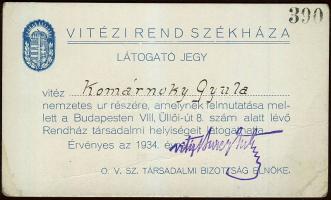 390
VITÉZI REND SZÉKHÁZA
LÁTOGATÓ JEGY
vitéz Komárnoky Gyula
nemzetes ur részére, amelynek felmutatása mel-
lett a Budapesten VIII, Üllői-út 8. szám alatt lévő
Rendház társadalmi helyiségeit látogathatja.
Érvényes az 1934. évre
O. V. SZ. TÁRSADALMI BIZOTTSÁG ELNÖKE.